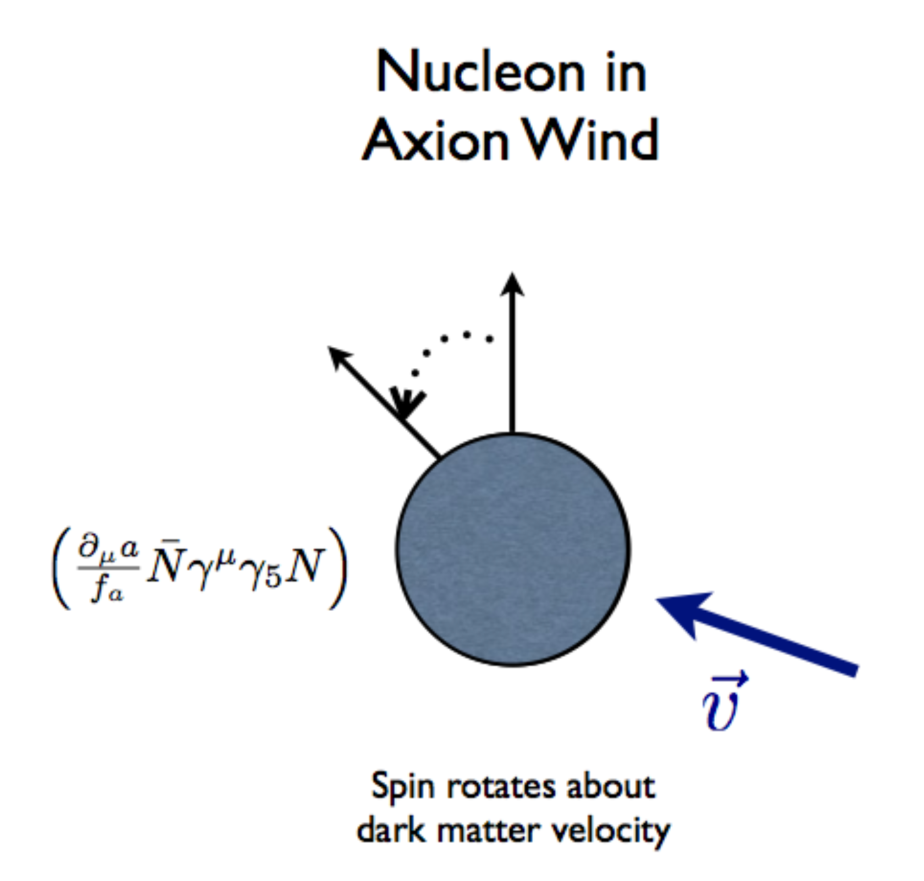 Nucleon in
Axion Wind
$\left(\frac{\partial_\mu a}{f_a} \bar{N} \gamma^\mu \gamma_5 N\right)$
$\vec{v}$
Spin rotates about
dark matter velocity